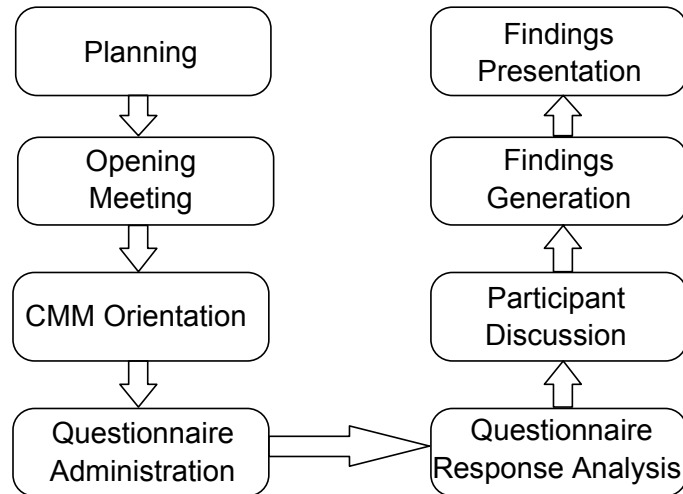 Planning
Opening
Meeting
CMM Orientation
Questionnaire
Administration
Questionnaire
Response Analysis
Participant
Discussion
Findings
Generation
Findings
Presentation